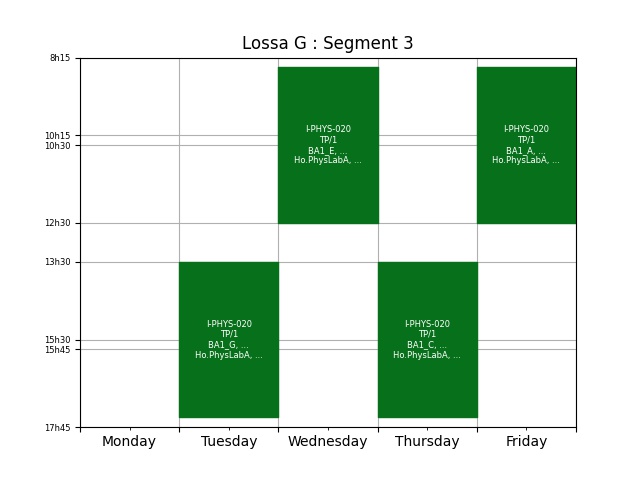 Lossa G : Segment 3
8h15
10h15
10h30
12h30
13h30
15h30
15h45
17h45
I-PHYS-020
TP/1
BA1_E, ...
Ho.PhysLabA, ...
I-PHYS-020
TP/1
BA1_A, ...
Ho.PhysLabA, ...
I-PHYS-020
TP/1
BA1_G, ...
Ho.PhysLabA, ...
I-PHYS-020
TP/1
BA1_C, ...
Ho.PhysLabA, ...
Monday
Tuesday
Wednesday
Thursday
Friday